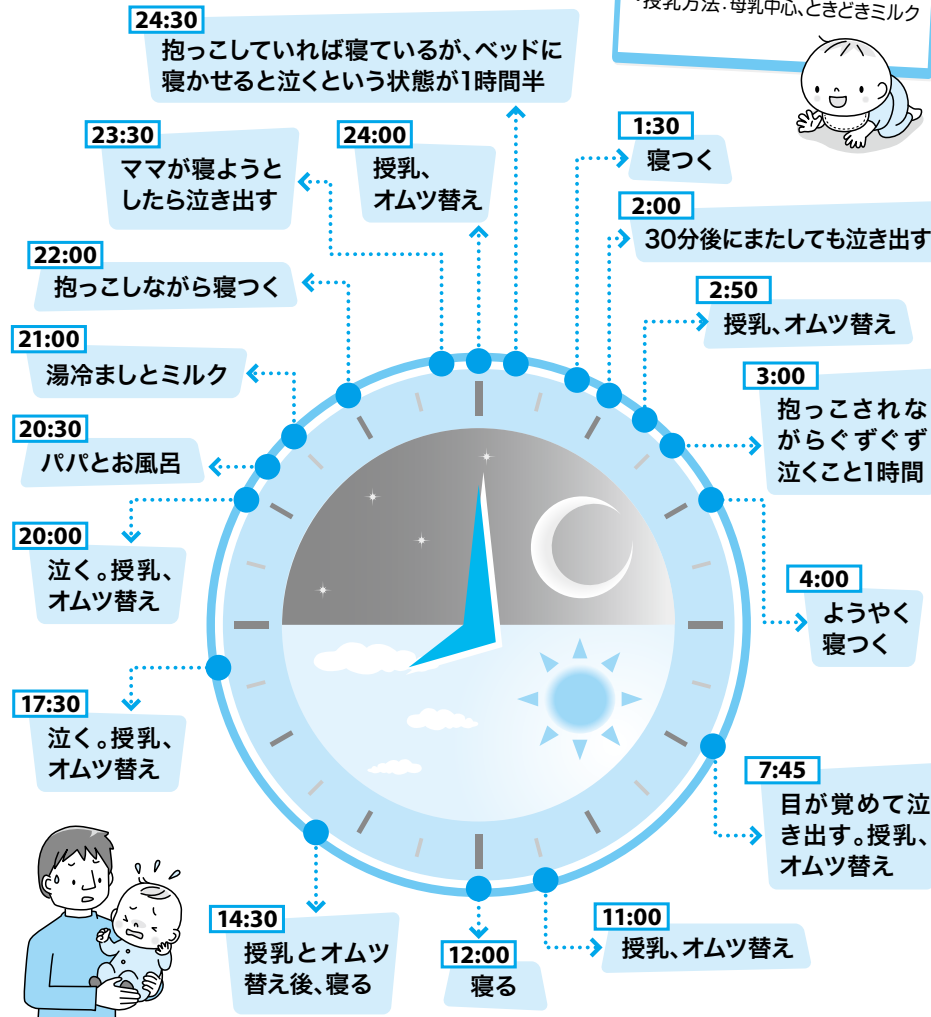 ・授乳方法：母乳中心、ときどきミルク
24:30
抱っこしていれば寝ているが、ベッドに
寝かせると泣くという状態が1時間半
23:30
ママが寝ようと
したら泣き出す
24:00
授乳、
オムツ替え
1:30
寝つく
2:00
30分後にまたしても泣き出す
22:00
抱っこしながら寝つく
2:50
授乳、オムツ替え
21:00
湯冷ましとミルク
3:00
抱っこされな
がらぐずぐず
泣くこと1時間
20:30
パパとお風呂
20:00
泣く。授乳、
オムツ替え
4:00
ようやく
寝つく
17:30
泣く。授乳、
オムツ替え
7:45
目が覚めて泣
き出す。授乳、
オムツ替え
14:30
授乳とオムツ
替え後、寝る
12:00
寝る
11:00
授乳、オムツ替え